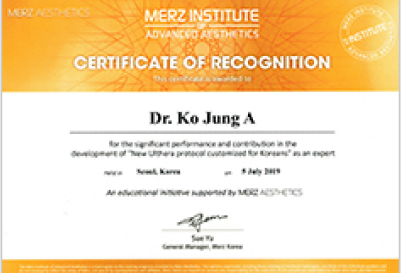 MERZ AESTHETICS
MERZ INSTITUTE
OF
ADVANCED AESTHETICS
MERZ INSTITUTE
CERTIFICATE OF RECOGNITION
This certificate is awarded to
Dr. Ko Jung A
for the significant performance and contribution in the
development of "New Ulthera protocol customized for Koreans" as an expert
Held in Seoul, Korea on 5 July 2019
An educational initiative supported by MERZ AESTHETICS
Sue Yu
General Manager, Merz Korea